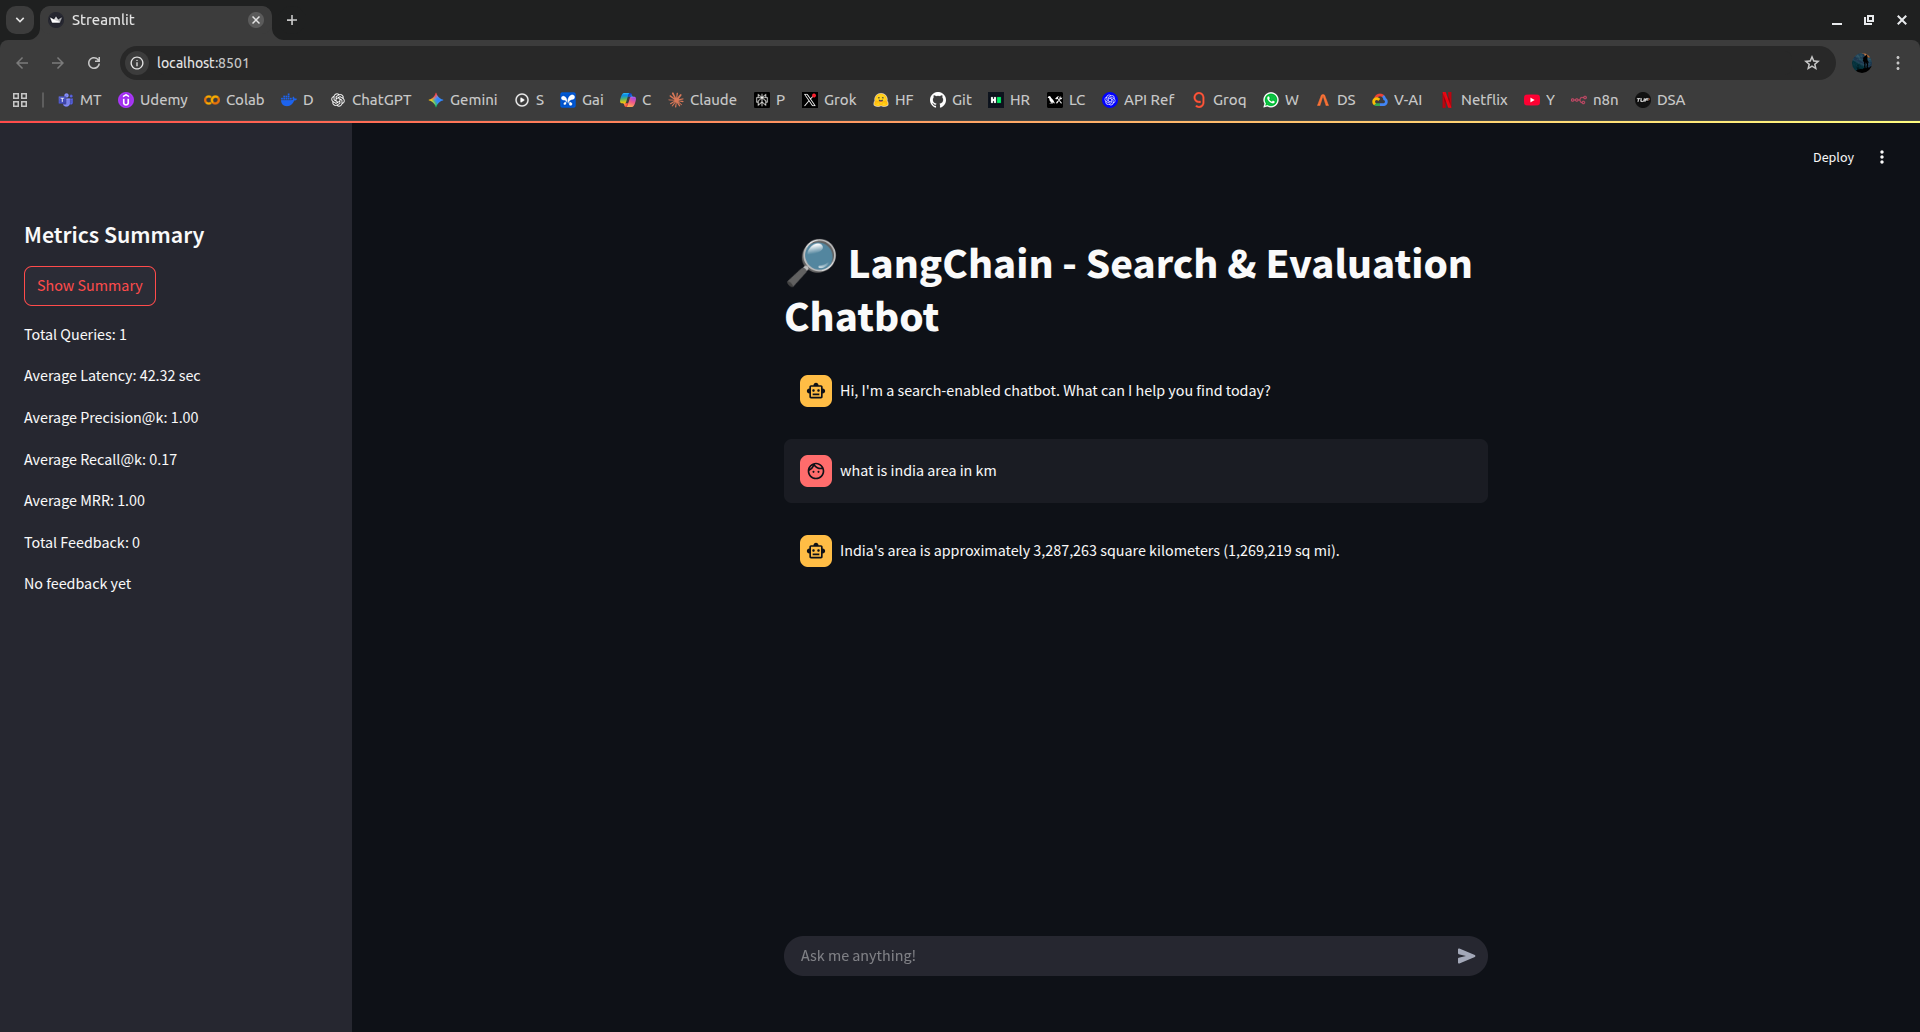 Streamlit
localhost:8501
MT Udemy Colab D ChatGPT Gemini S Gai C Claude P Grok HF Git HR LC API Ref Groq W DS V-AI Netflix Y n8n DSA
Deploy
Metrics Summary
Show Summary
Total Queries: 1
Average Latency: 42.32 sec
Average Precision@k: 1.00
Average Recall@k: 0.17
Average MRR: 1.00
Total Feedback: 0
No feedback yet
LangChain - Search & Evaluation
Chatbot
Hi, I'm a search-enabled chatbot. What can I help you find today?
what is india area in km
India's area is approximately 3,287,263 square kilometers (1,269,219 sq mi).
Ask me anything!